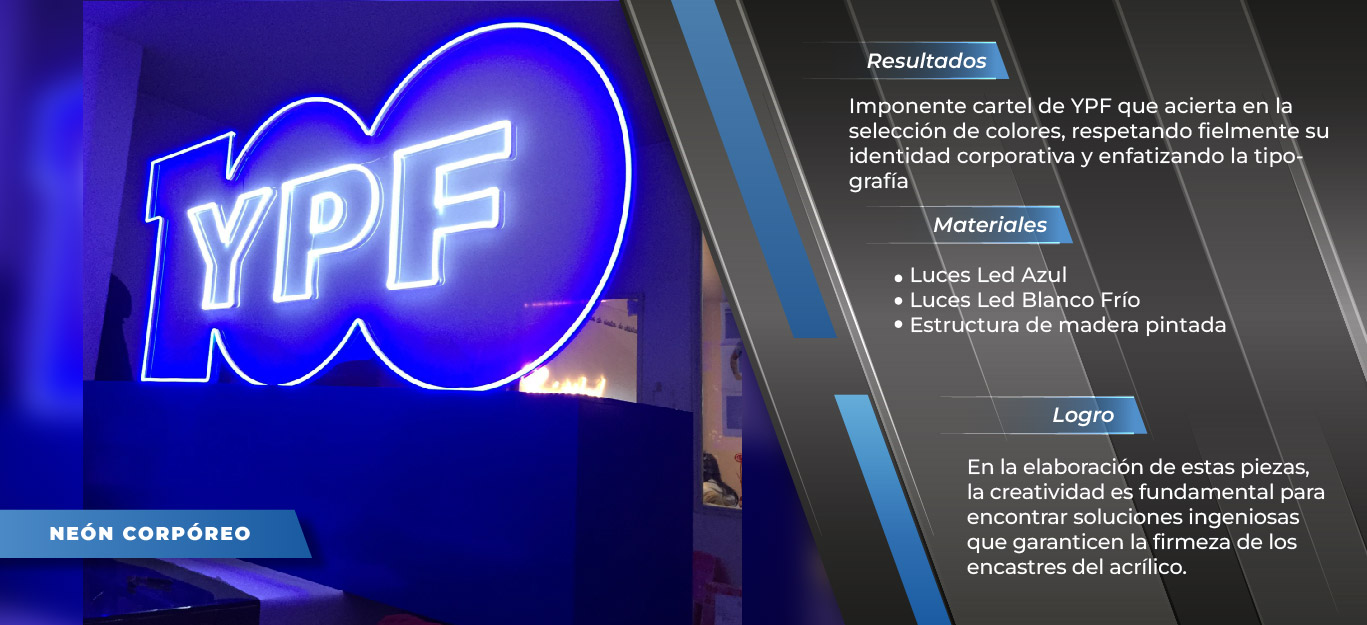 YPF
NEÓN CORPÓREO
Resultados
Imponente cartel de YPF que acierta en la
selección de colores, respetando fielmente su
identidad corporativa y enfatizando la tipo-
grafía
Materiales
• Luces Led Azul
• Luces Led Blanco Frío
• Estructura de madera pintada
Logro
En la elaboración de estas piezas,
la creatividad es fundamental para
encontrar soluciones ingeniosas
que garanticen la firmeza de los
encastres del acrílico.